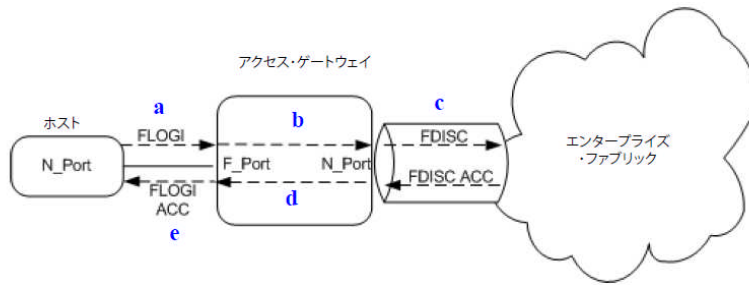 アクセス・ゲートウェイ
ホスト
a
b
c
FLOGI
FDISC
N_Port
F_Port
N_Port
エンタープライズ
・ファブリック
FLOGI
ACC
d
FDISC ACC
e